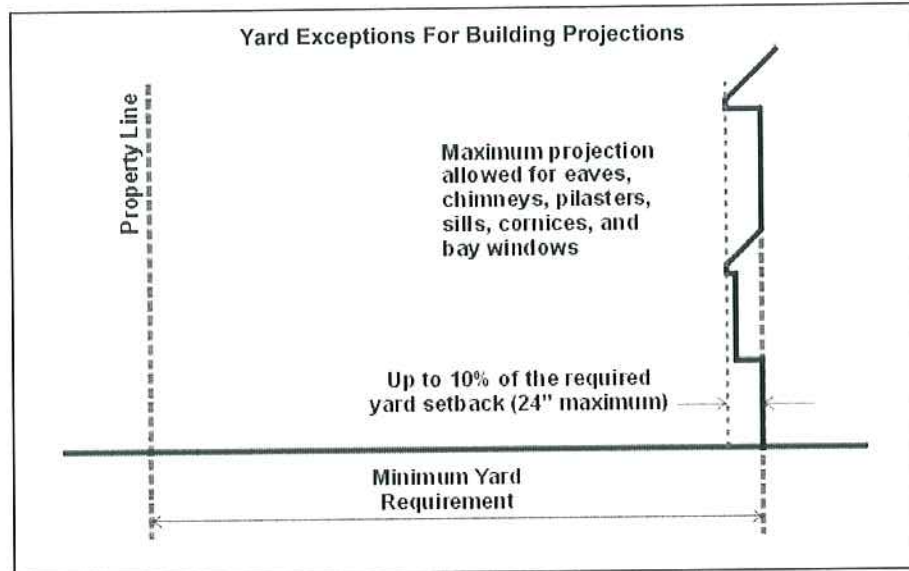 Yard Exceptions For Building Projections
Property Line
Maximum projection
allowed for eaves,
chimneys, pilasters,
sills, cornices, and
bay windows
Up to 10% of the required
yard setback (24" maximum)
Minimum Yard
Requirement